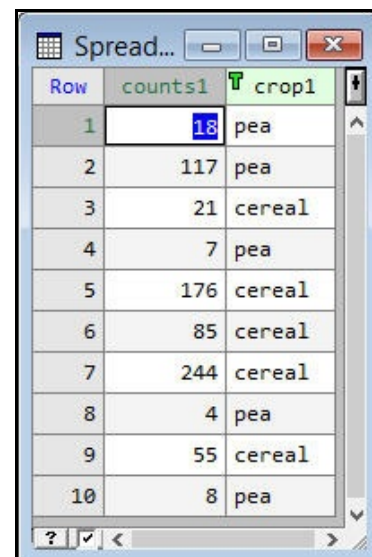 Spread...
Row counts1 T crop1
1 18 pea
2 117 pea
3 21 cereal
4 7 pea
5 176 cereal
6 85 cereal
7 244 cereal
8 4 pea
9 55 cereal
10 8 pea
?